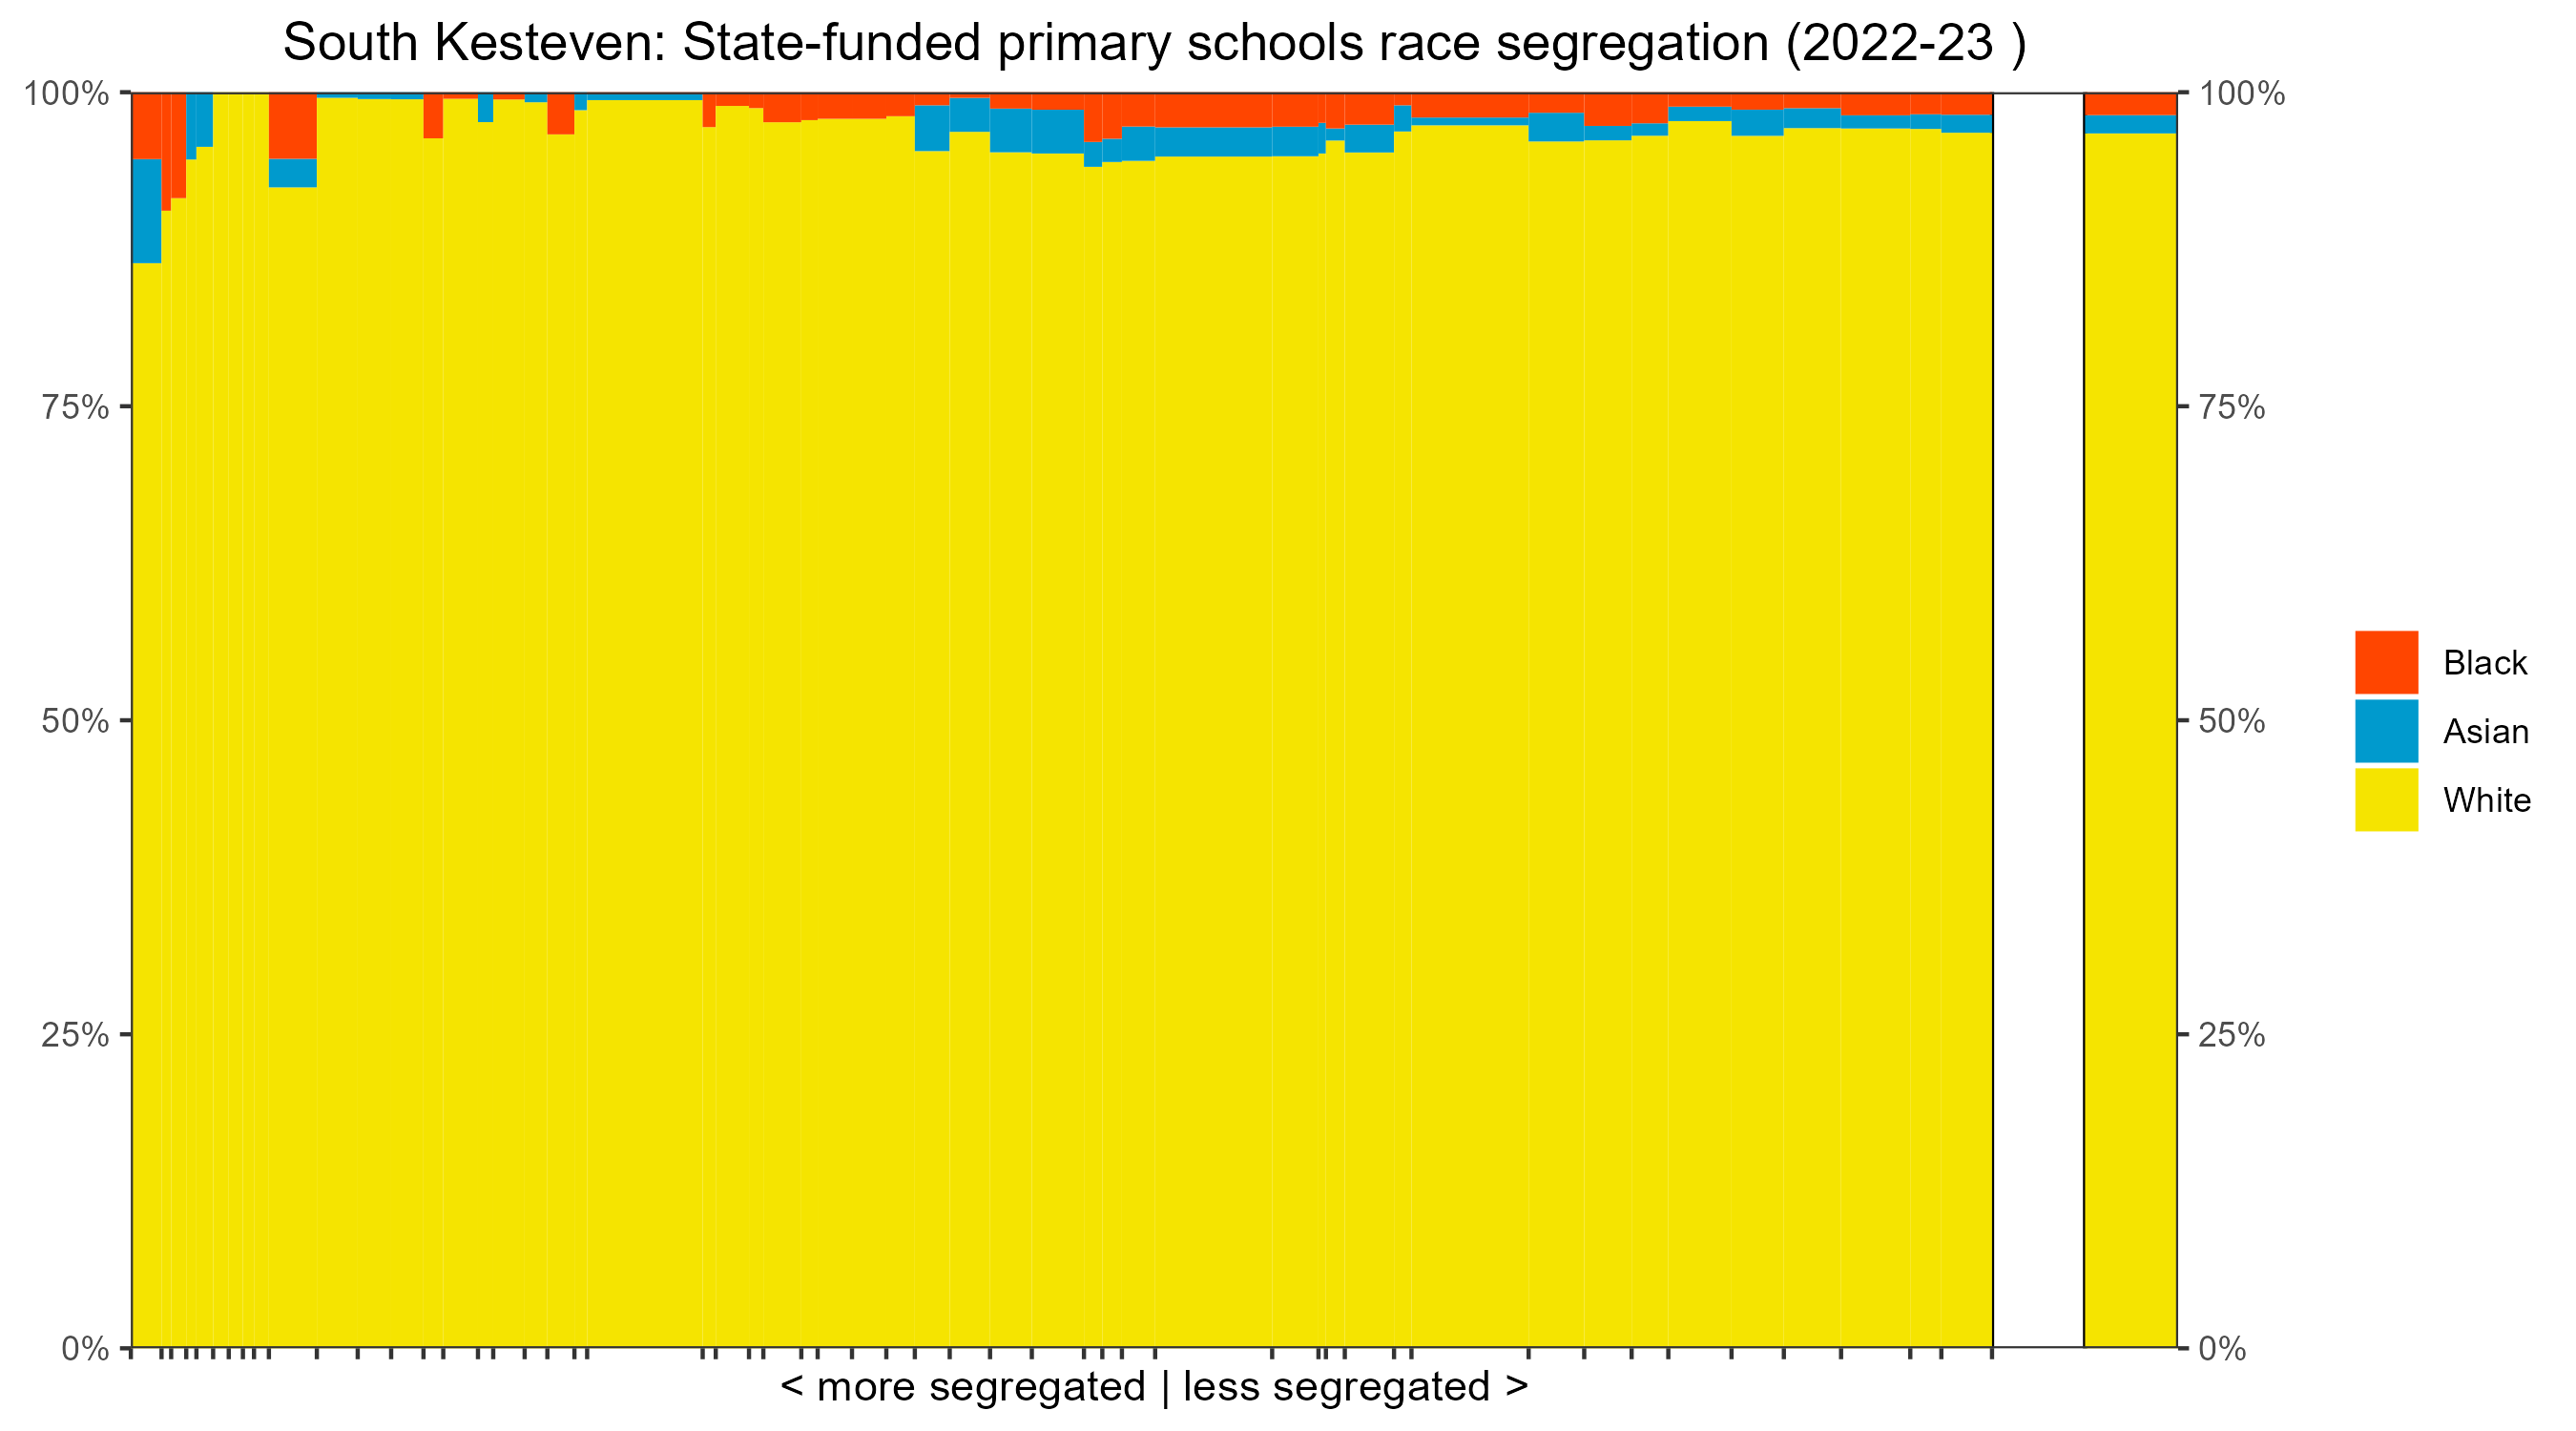 South Kesteven: State-funded primary schools race segregation (2022-23 )
100%
75%
50%
25%
0%
100%
75%
50%
25%
0%
Black
Asian
White
< more segregated | less segregated >